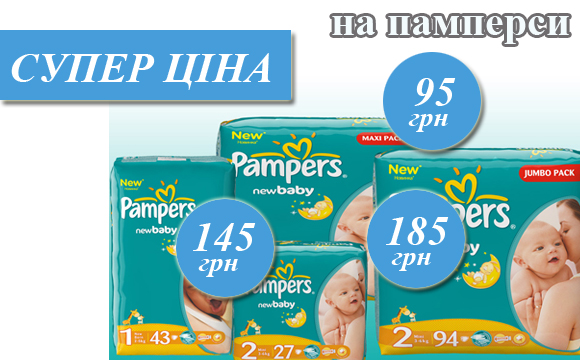 на памперси
СУПЕР ЦІНА
95
грн
New
MAXI PACK
Pampers
new baby
New
JUMBO PACK
Pampers
New
Pampers
new baby
145
грн
185
грн
Pampers
new baby
1 43
2 27
2 94